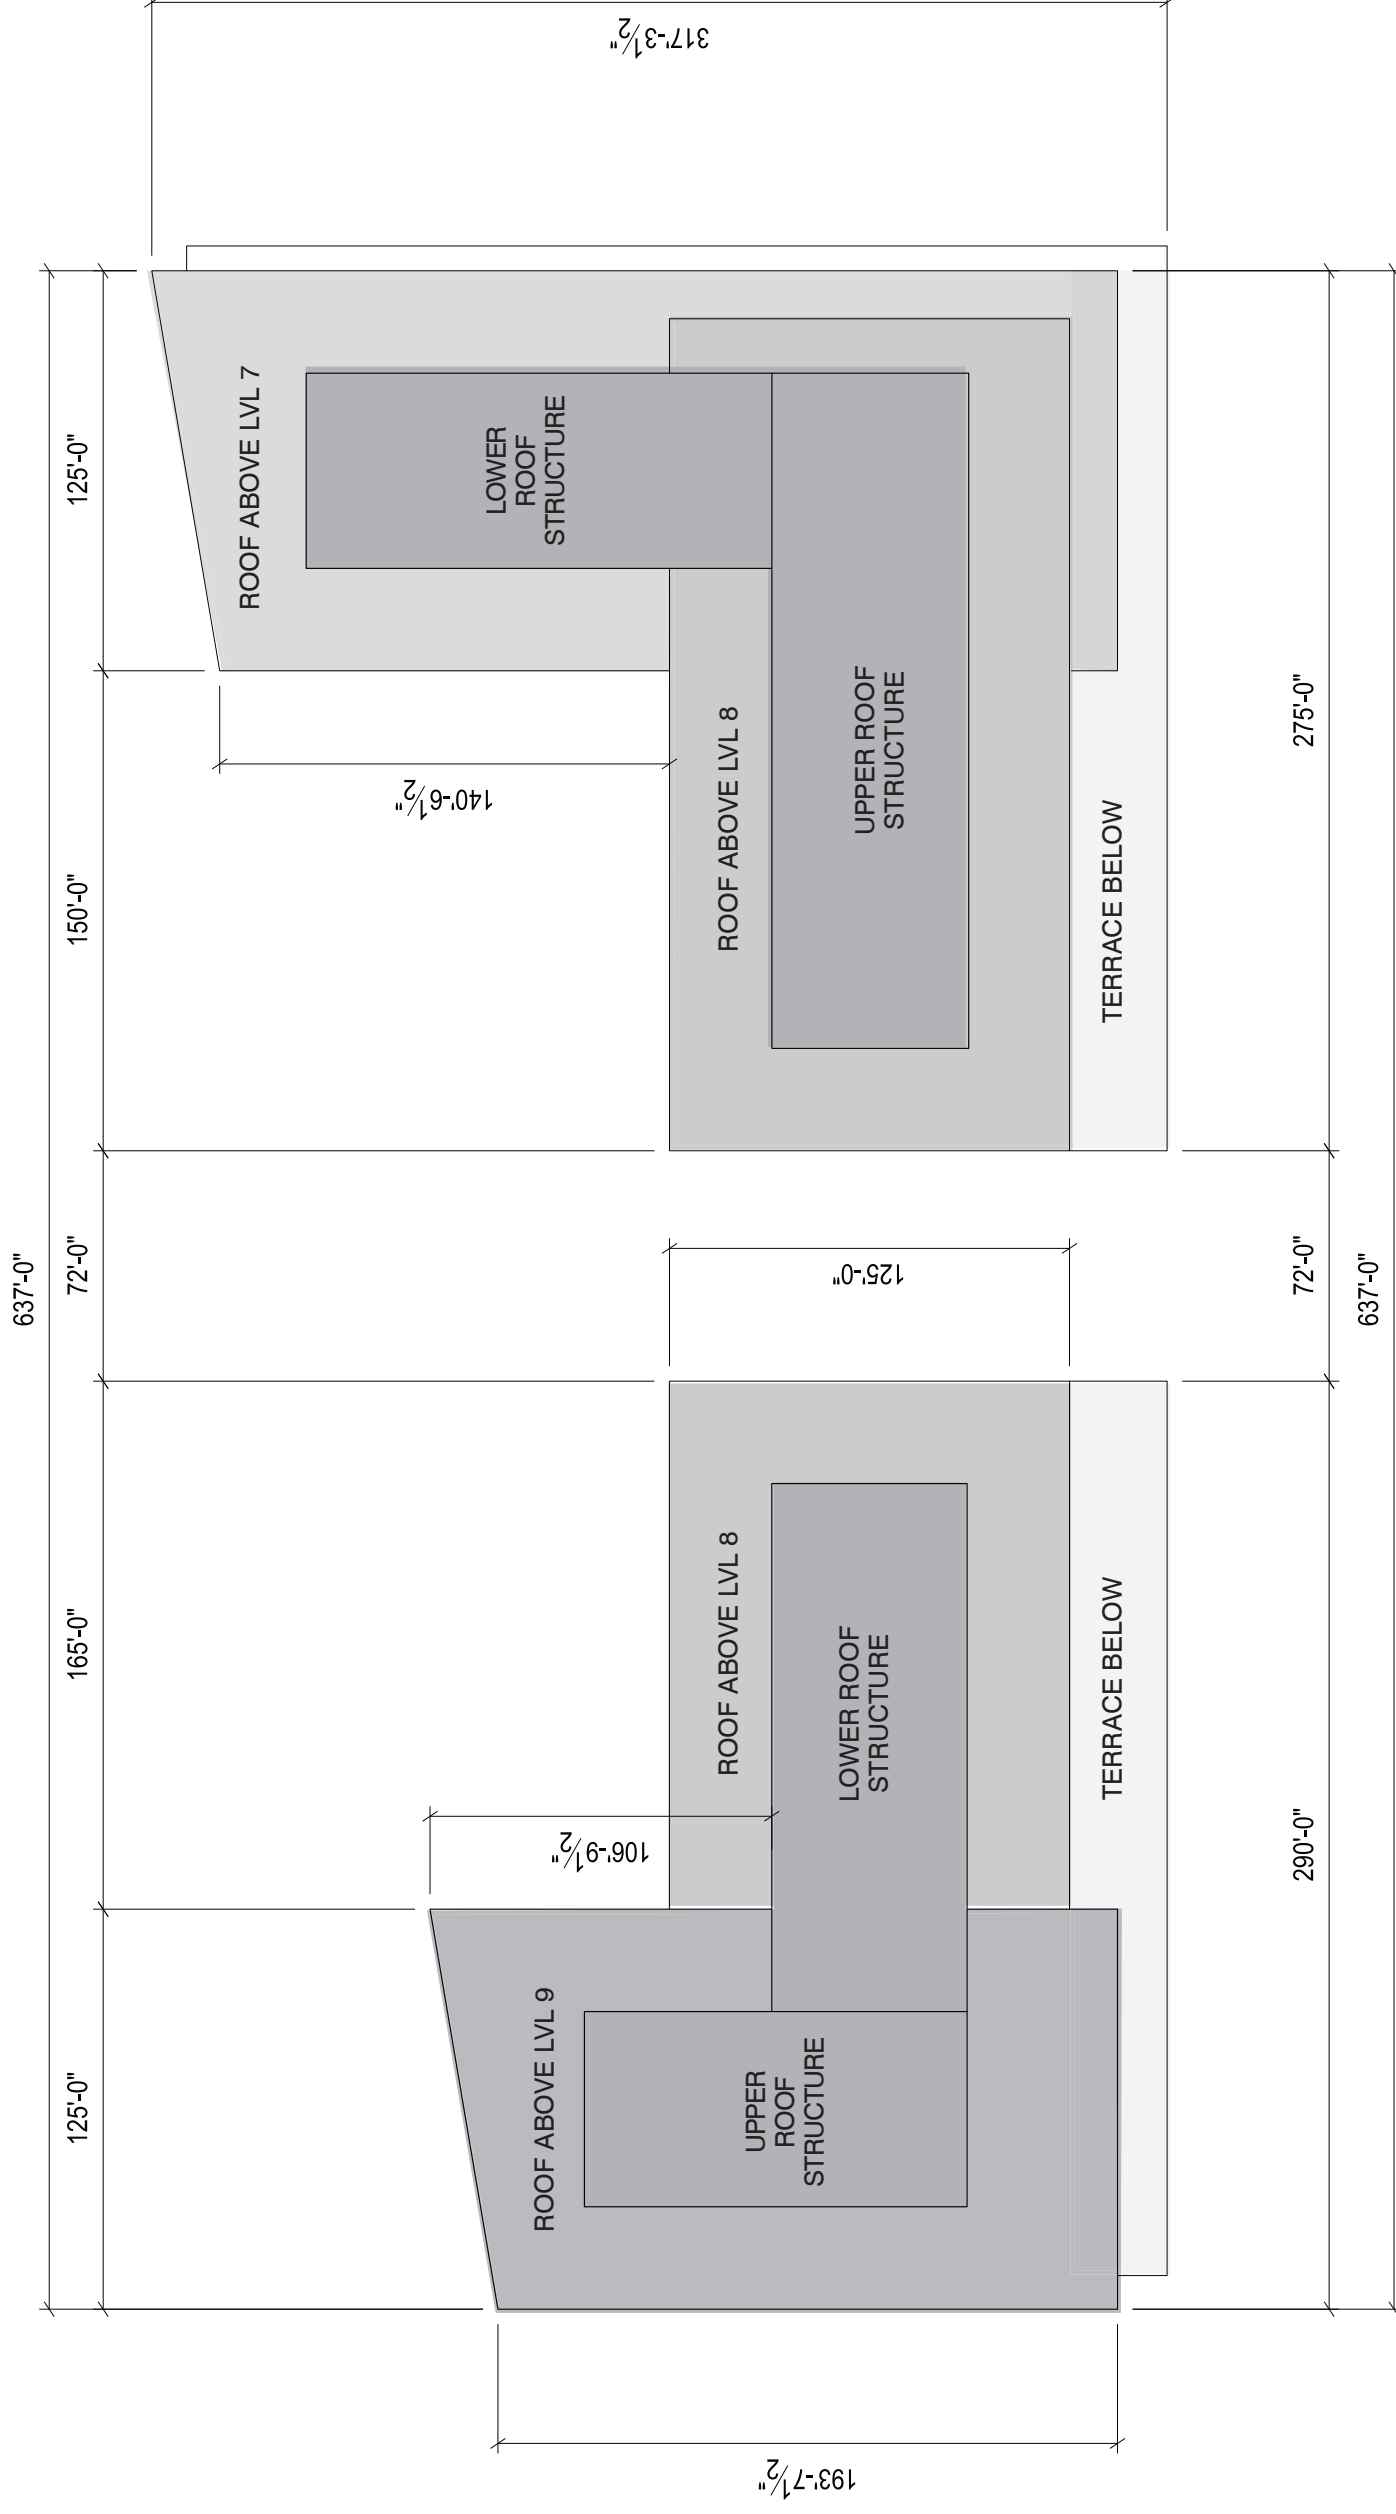 637'-0"
125'-0"
165'-0"
72'-0"
150'-0"
125'-0"
317'-3 1/2"
ROOF ABOVE LVL 7
LOWER
ROOF
STRUCTURE
140'-6 1/2"
ROOF ABOVE LVL 9
106'-9 1/2"
ROOF ABOVE LVL 8
ROOF ABOVE LVL 8
UPPER
ROOF
STRUCTURE
LOWER ROOF
STRUCTURE
125'-0"
UPPER ROOF
STRUCTURE
193'-7 1/2"
TERRACE BELOW
TERRACE BELOW
290'-0"
72'-0"
275'-0"
637'-0"